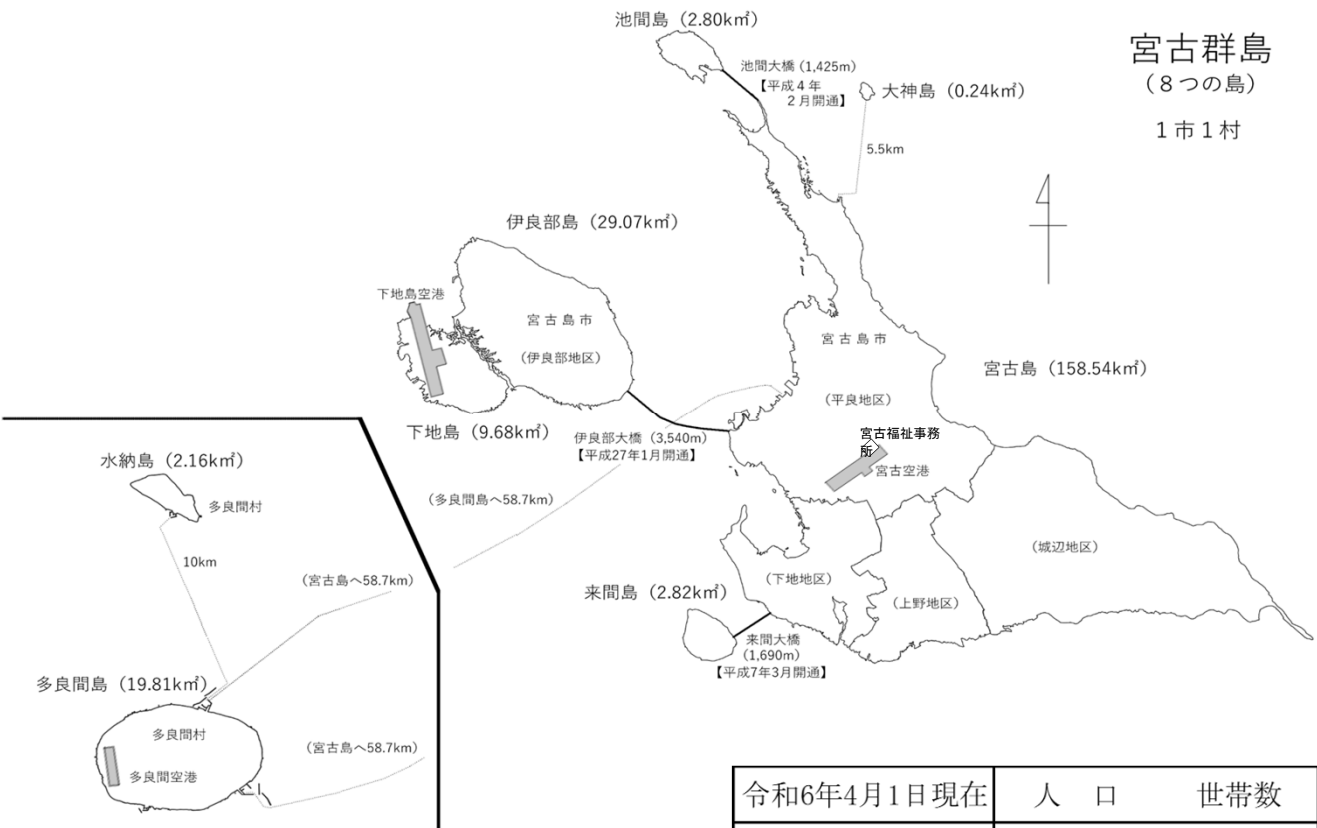 宮古群島
（８つの島）
１市１村
池間島（2.80㎢）
池間大橋（1,425m）
【平成４年
２月開通】
大神島（0.24㎢）
5.5km
伊良部島（29.07㎢）
下地島空港
宮古島市
（伊良部地区）
宮古島市
（平良地区）
宮古島（158.54㎢）
下地島（9.68㎢）
伊良部大橋（3,540m）
【平成27年1月開通】
宮古福祉事務
所
宮古空港
（多良間島へ58.7km）
水納島（2.16㎢）
多良間村
10km
（宮古島へ58.7km）
（下地地区）
（上野地区）
（城辺地区）
来間島（2.82㎢）
来間大橋
（1,690m）
【平成7年3月開通】
多良間島（19.81㎢）
多良間村
多良間空港
（宮古島へ58.7km）
令和6年4月1日現在 人口 世帯数